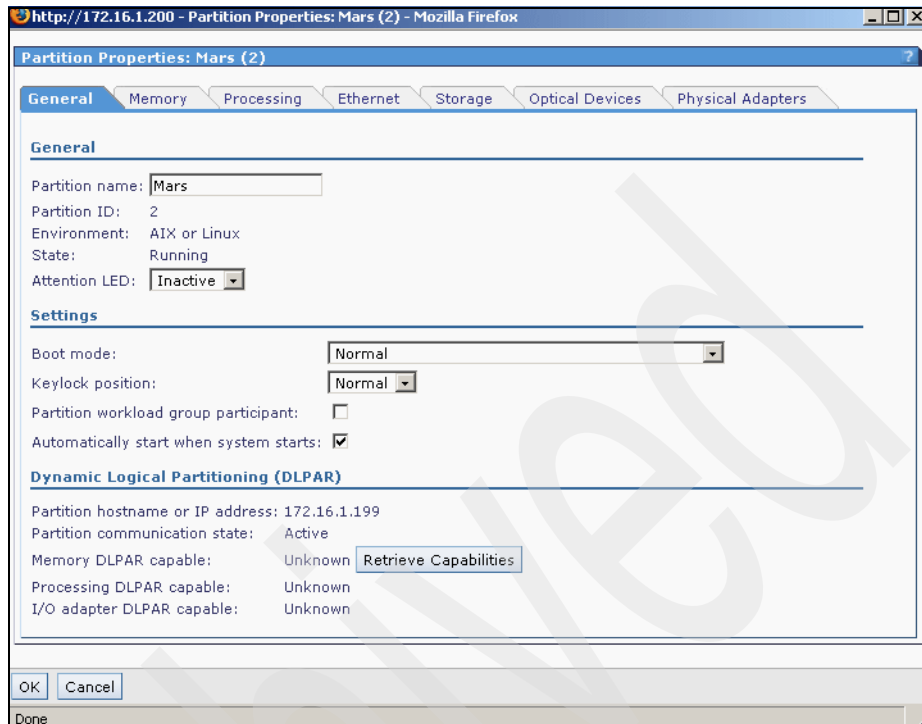 http://172.16.1.200 - Partition Properties: Mars (2) - Mozilla Firefox
Partition Properties: Mars (2) ?
General Memory Processing Ethernet Storage Optical Devices Physical Adapters
General
Partition name: Mars
Partition ID: 2
Environment: AIX or Linux
State: Running
Attention LED: Inactive
Settings
Boot mode: Normal
Keylock position: Normal
Partition workload group participant:
Automatically start when system starts:
Dynamic Logical Partitioning (DLPAR)
Partition hostname or IP address: 172.16.1.199
Partition communication state: Active
Memory DLPAR capable: Unknown Retrieve Capabilities
Processing DLPAR capable: Unknown
I/O adapter DLPAR capable: Unknown
OK Cancel
Done